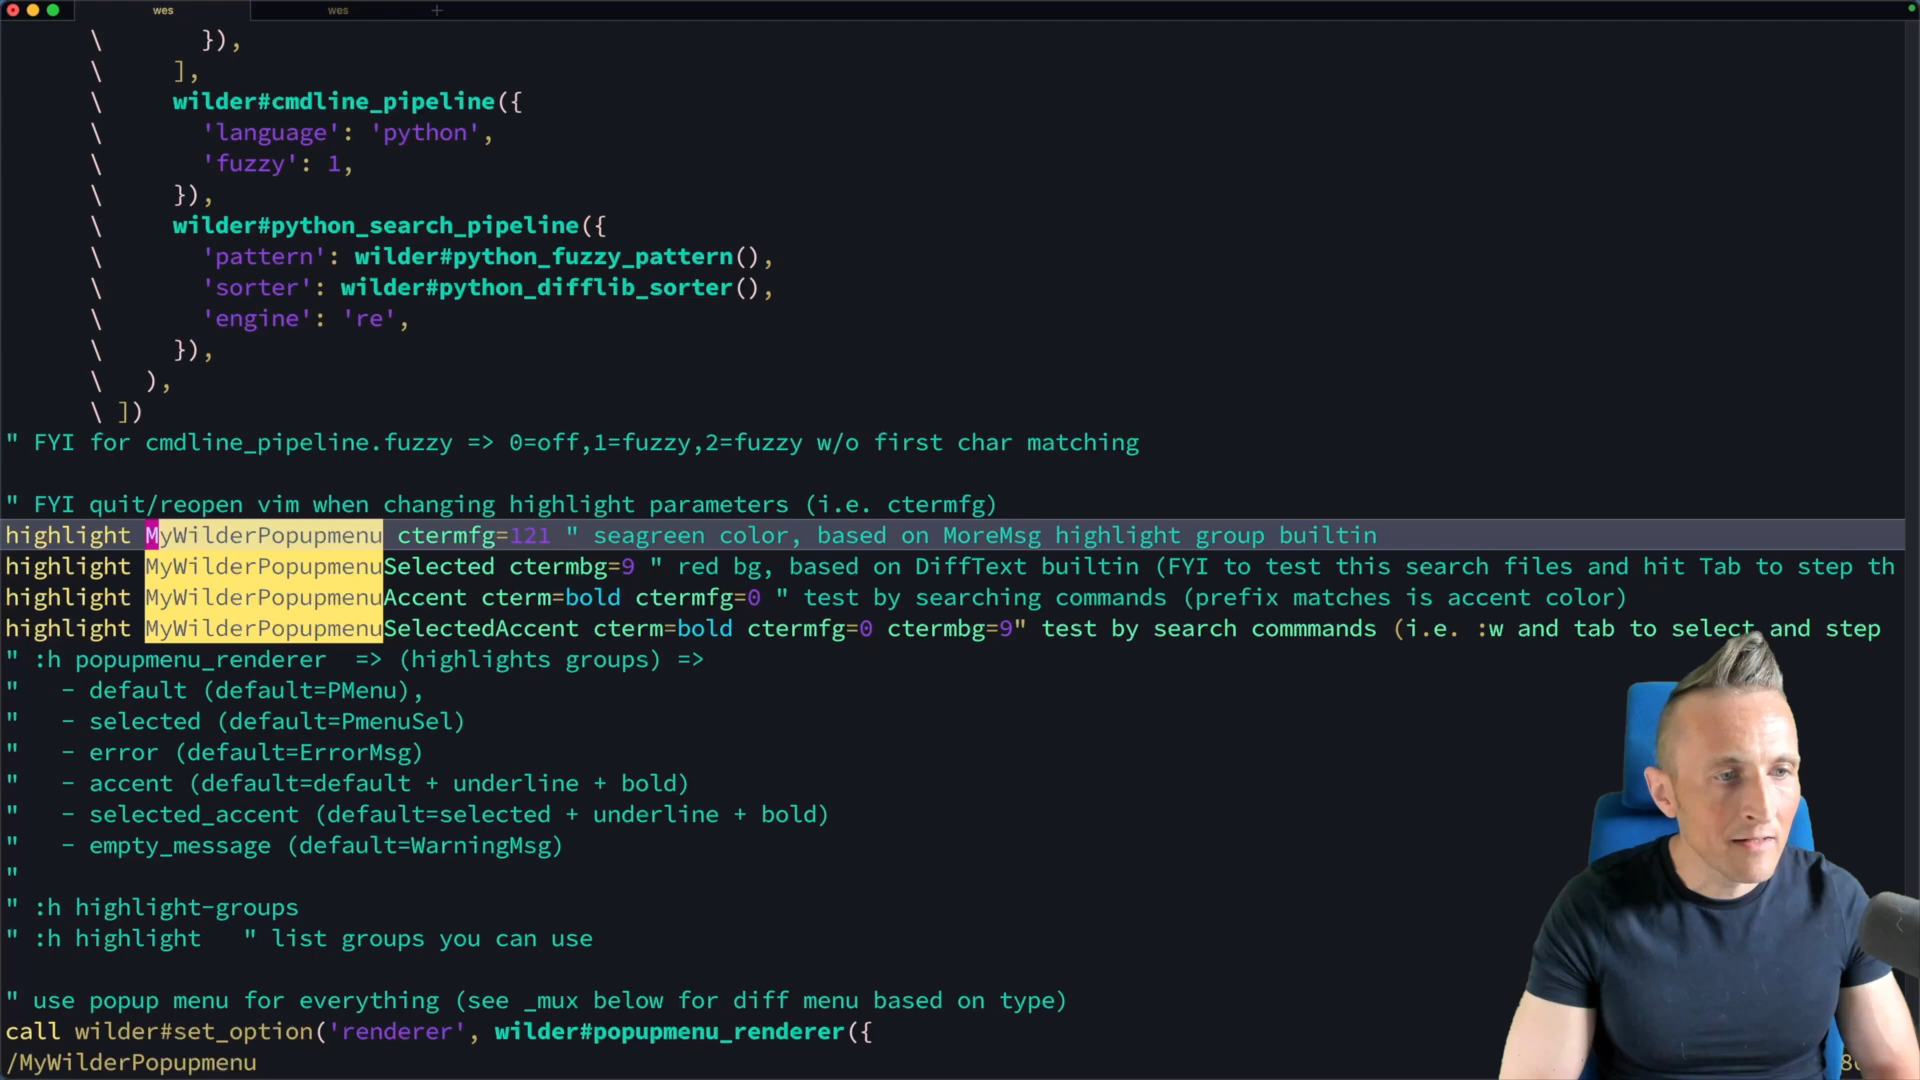 wes wes +
\ }),
\ ],
\ wilder#cmdline_pipeline({
\ 'language': 'python',
\ 'fuzzy': 1,
\ }),
\ wilder#python_search_pipeline({
\ 'pattern': wilder#python_fuzzy_pattern(),
\ 'sorter': wilder#python_difflib_sorter(),
\ 'engine': 're',
\ }),
\ ),
\ ])
" FYI for cmdline_pipeline.fuzzy => 0=off,1=fuzzy,2=fuzzy w/o first char matching
" FYI quit/reopen vim when changing highlight parameters (i.e. ctermfg)
highlight MyWilderPopupmenu ctermfg=121 " seagreen color, based on MoreMsg highlight group builtin
highlight MyWilderPopupmenuSelected ctermbg=9 " red bg, based on DiffText builtin (FYI to test this search files and hit Tab to step th
highlight MyWilderPopupmenuAccent cterm=bold ctermfg=0 " test by searching commands (prefix matches is accent color)
highlight MyWilderPopupmenuSelectedAccent cterm=bold ctermfg=0 ctermbg=9" test by search commmands (i.e. :w and tab to select and step
" :h popupmenu_renderer => (highlights groups) =>
" - default (default=PMenu),
" - selected (default=PmenuSel)
" - error (default=ErrorMsg)
" - accent (default=default + underline + bold)
" - selected_accent (default=selected + underline + bold)
" - empty_message (default=WarningMsg)
"
" :h highlight-groups
" :h highlight " list groups you can use
" use popup menu for everything (see _mux below for diff menu based on type)
call wilder#set_option('renderer', wilder#popupmenu_renderer({
/MyWilderPopupmenu